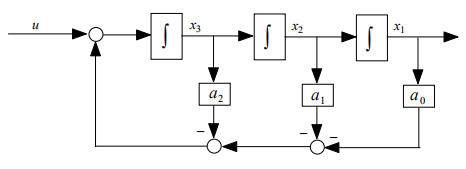 u
∫ x₃ ∫ x₂ ∫ x₁
a₂ a₁ a₀
− − −